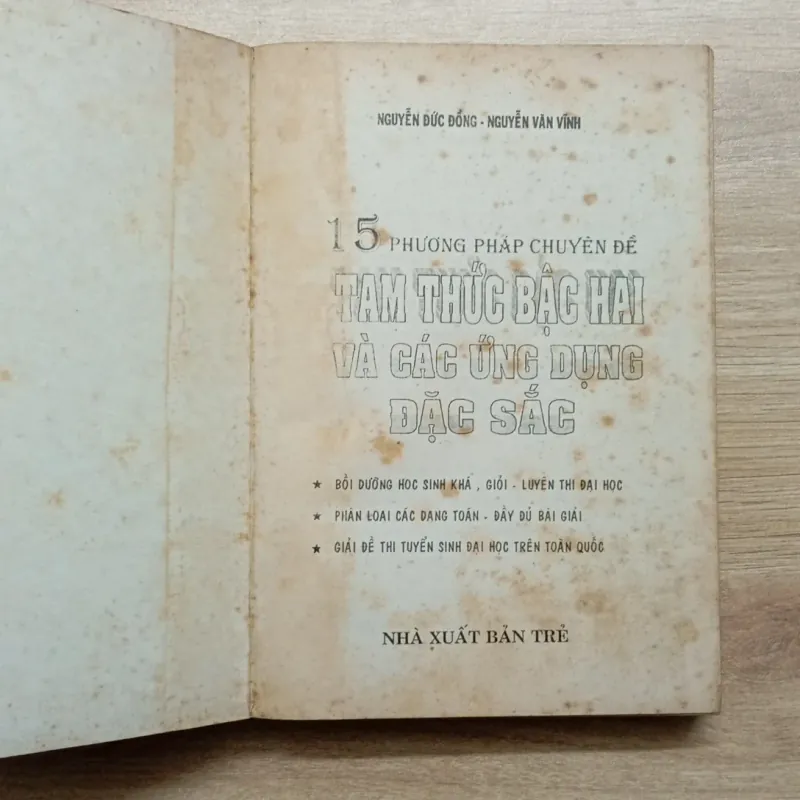 NGUYỄN ĐỨC ĐỒNG - NGUYỄN VĂN VĨNH
15 PHƯƠNG PHÁP CHUYÊN ĐỀ
TAM THỨC BẬC HAI
VÀ CÁC ỨNG DỤNG
ĐẶC SẮC
★ BỒI DƯỠNG HỌC SINH KHÁ, GIỎI - LUYỆN THI ĐẠI HỌC
★ PHÂN LOẠI CÁC DẠNG TOÁN - ĐẦY ĐỦ BÀI GIẢI
★ GIẢI ĐỀ THI TUYỂN SINH ĐẠI HỌC TRÊN TOÀN QUỐC
NHÀ XUẤT BẢN TRẺ